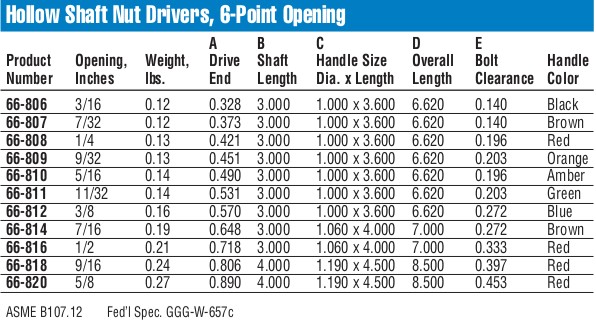 Hollow Shaft Nut Drivers, 6-Point Opening
A B C D E
Product Opening, Weight, Drive Shaft Handle Size Overall Bolt Handle
Number Inches lbs. End Length Dia. x Length Length Clearance Color
66-806 3/16 0.12 0.328 3.000 1.000 x 3.600 6.620 0.140 Black
66-807 7/32 0.12 0.373 3.000 1.000 x 3.600 6.620 0.140 Brown
66-808 1/4 0.13 0.421 3.000 1.000 x 3.600 6.620 0.196 Red
66-809 9/32 0.13 0.451 3.000 1.000 x 3.600 6.620 0.203 Orange
66-810 5/16 0.14 0.490 3.000 1.000 x 3.600 6.620 0.196 Amber
66-811 11/32 0.14 0.531 3.000 1.000 x 3.600 6.620 0.203 Green
66-812 3/8 0.16 0.570 3.000 1.000 x 3.600 6.620 0.272 Blue
66-814 7/16 0.19 0.648 3.000 1.060 x 4.000 7.000 0.272 Brown
66-816 1/2 0.21 0.718 3.000 1.060 x 4.000 7.000 0.333 Red
66-818 9/16 0.24 0.806 4.000 1.190 x 4.500 8.500 0.397 Red
66-820 5/8 0.27 0.890 4.000 1.190 x 4.500 8.500 0.453 Red
ASME B107.12 Fed'l Spec. GGG-W-657c